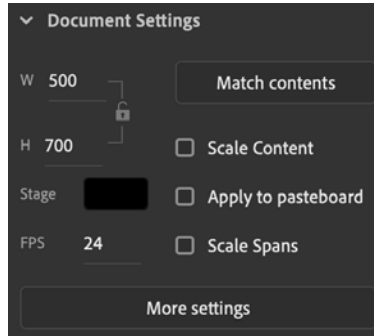 Document Settings
W 500
Match contents
H 700
Scale Content
Stage
Apply to pasteboard
FPS 24
Scale Spans
More settings